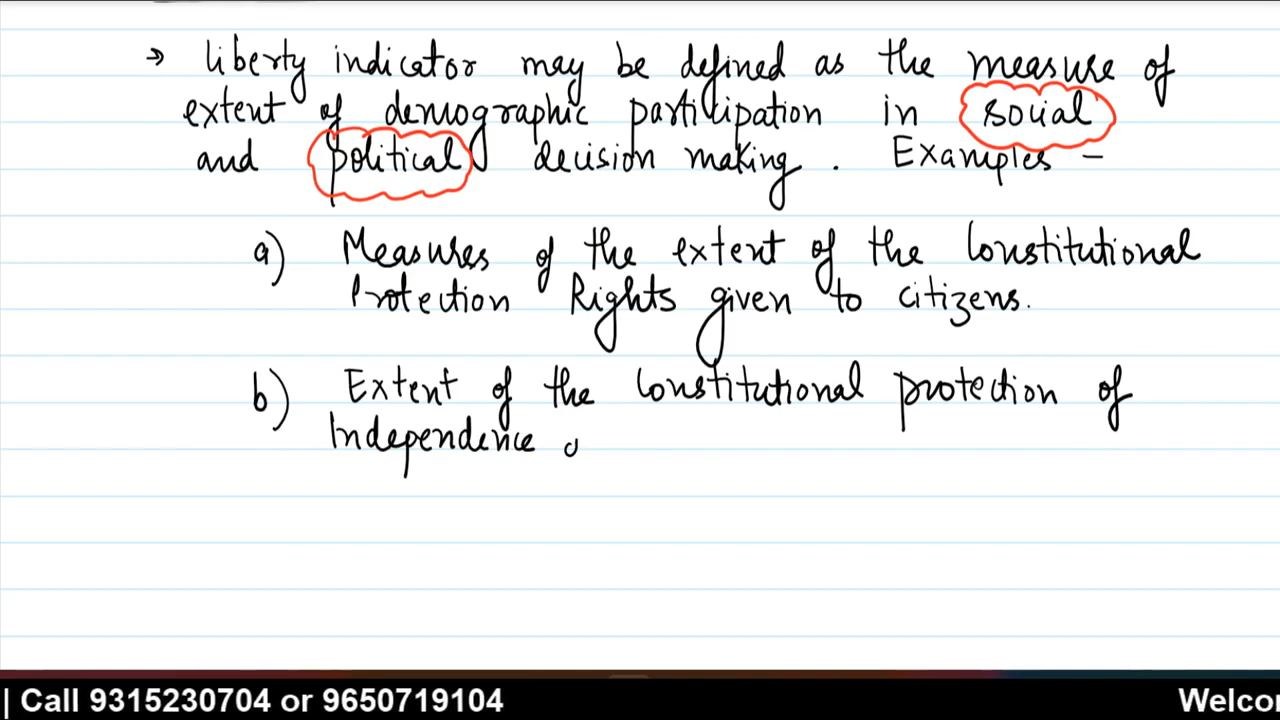 → liberty indicator may be defined as the measure of
extent of demographic participation in social
and political decision making. Examples –
a) Measures of the extent of the Constitutional
Protection Rights given to citizens.
b) Extent of the Constitutional protection of
Independence o
| Call 9315230704 or 9650719104
Welco